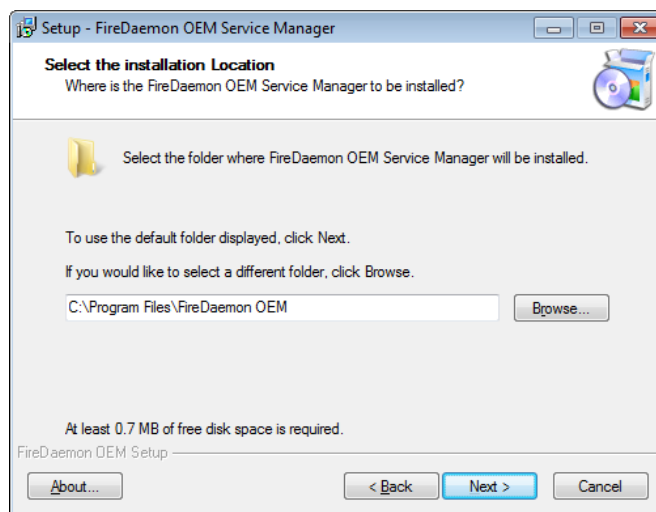 Setup - FireDaemon OEM Service Manager
Select the installation Location
Where is the FireDaemon OEM Service Manager to be installed?
Select the folder where FireDaemon OEM Service Manager will be installed.
To use the default folder displayed, click Next.
If you would like to select a different folder, click Browse.
C:\Program Files\FireDaemon OEM
Browse...
At least 0.7 MB of free disk space is required.
FireDaemon OEM Setup
About... < Back Next > Cancel